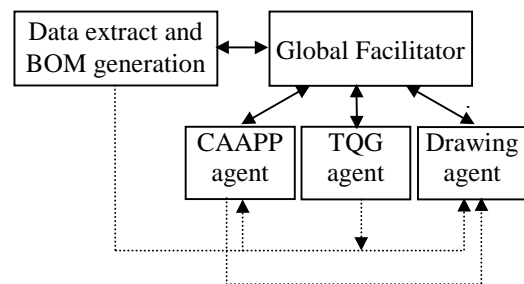 Data extract and
BOM generation
Global Facilitator
CAAPP
agent
TQG
agent
Drawing
agent